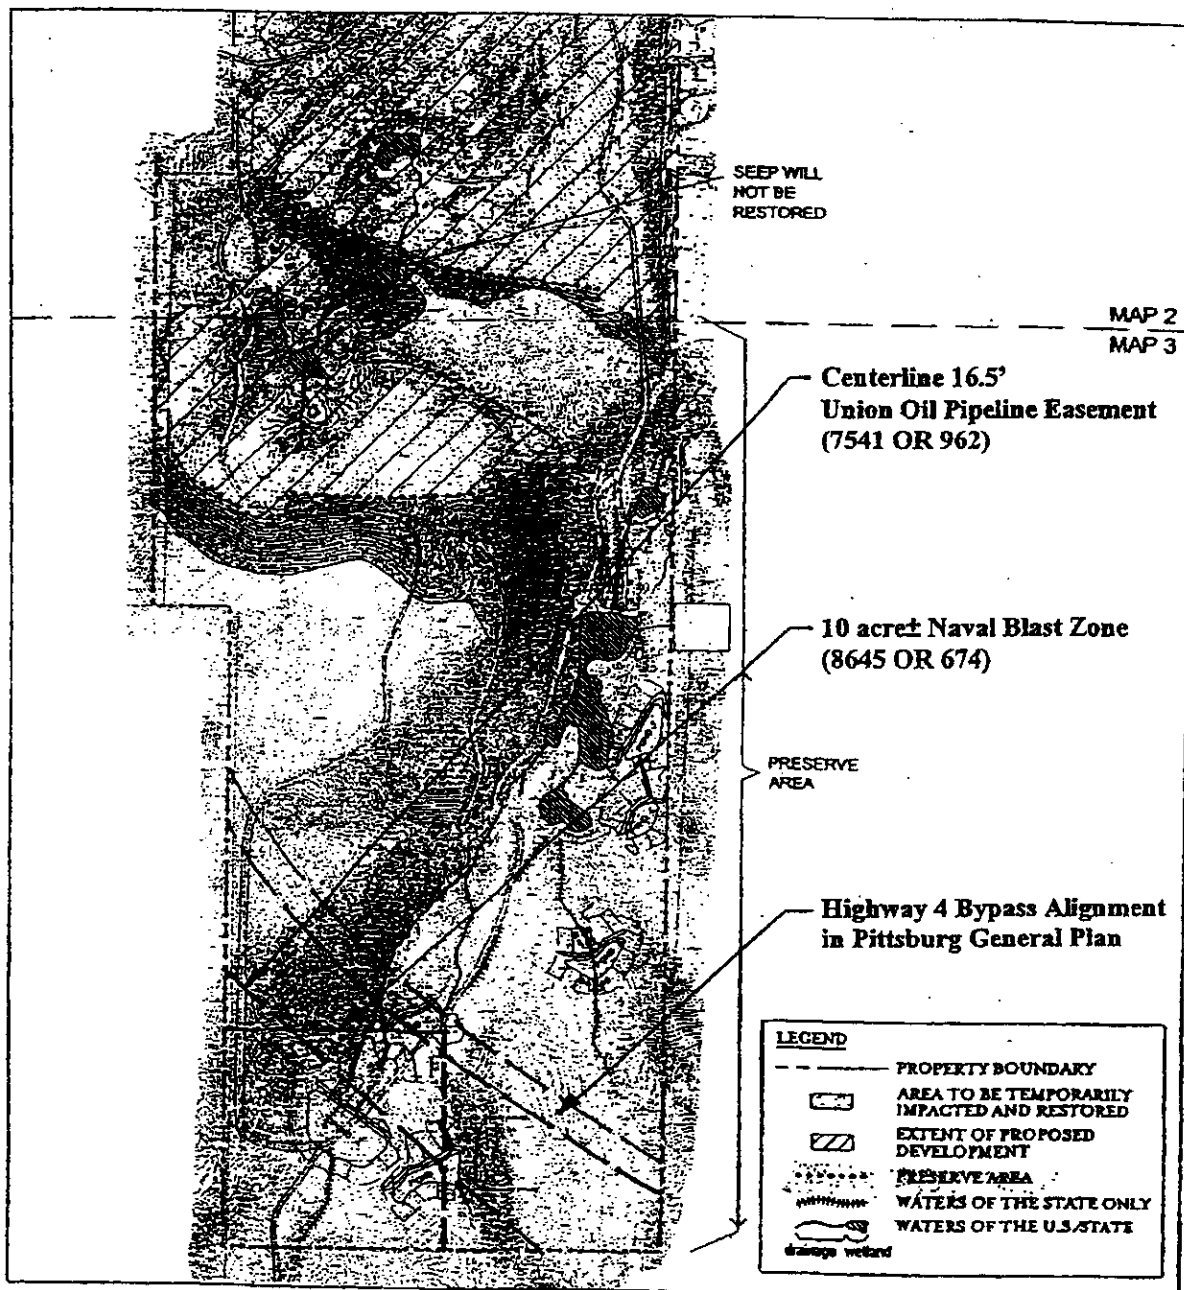 SEEP WILL
NOT BE
RESTORED
MAP 2
MAP 3
Centerline 16.5'
Union Oil Pipeline Easement
(7541 OR 962)
10 acre± Naval Blast Zone
(8645 OR 674)
PRESERVE
AREA
Highway 4 Bypass Alignment
in Pittsburg General Plan
LEGEND
PROPERTY BOUNDARY
AREA TO BE TEMPORARILY
IMPACTED AND RESTORED
EXTENT OF PROPOSED
DEVELOPMENT
PRESERVE AREA
WATERS OF THE STATE ONLY
WATERS OF THE U.S./STATE
drainage wetland